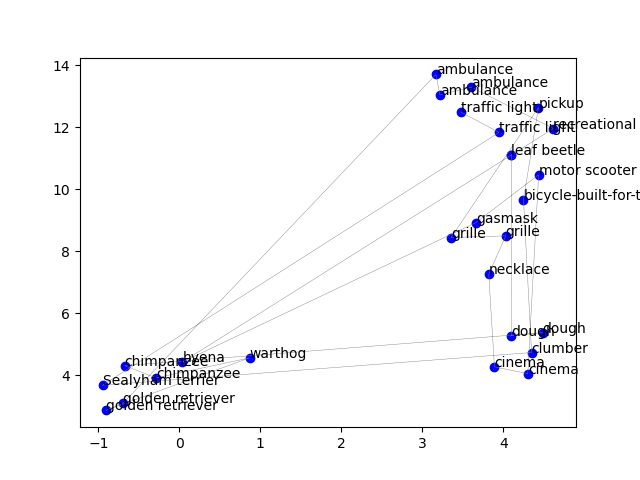 14
12
10
8
6
4
−1
0
1
2
3
4
ambulance
ambulance
ambulance
pickup
traffic light
traffic light
recreational
leaf beetle
motor scooter
bicycle-built-for-t
gasmask
grille
grille
necklace
dough
dough
clumber
hyena
warthog
chimpanzee
cinema
cinema
chimpanzee
Sealyham terrier
golden retriever
golden retriever